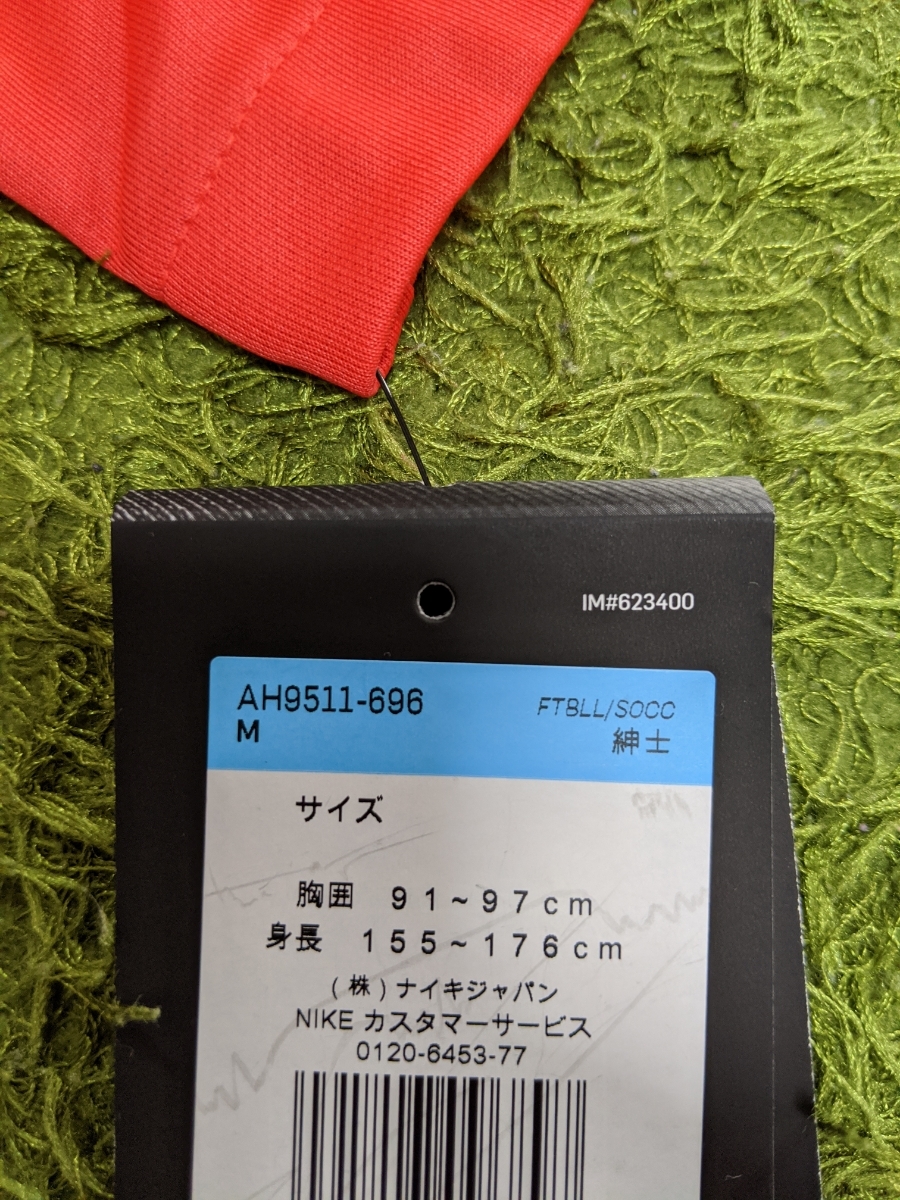 IM#623400
AH9511-696
FTBLL/SOCC
M
紳士
サイズ
胸囲 91~97cm
身長 155~176cm
(株)ナイキジャパン
NIKE カスタマーサービス
0120-6453-77